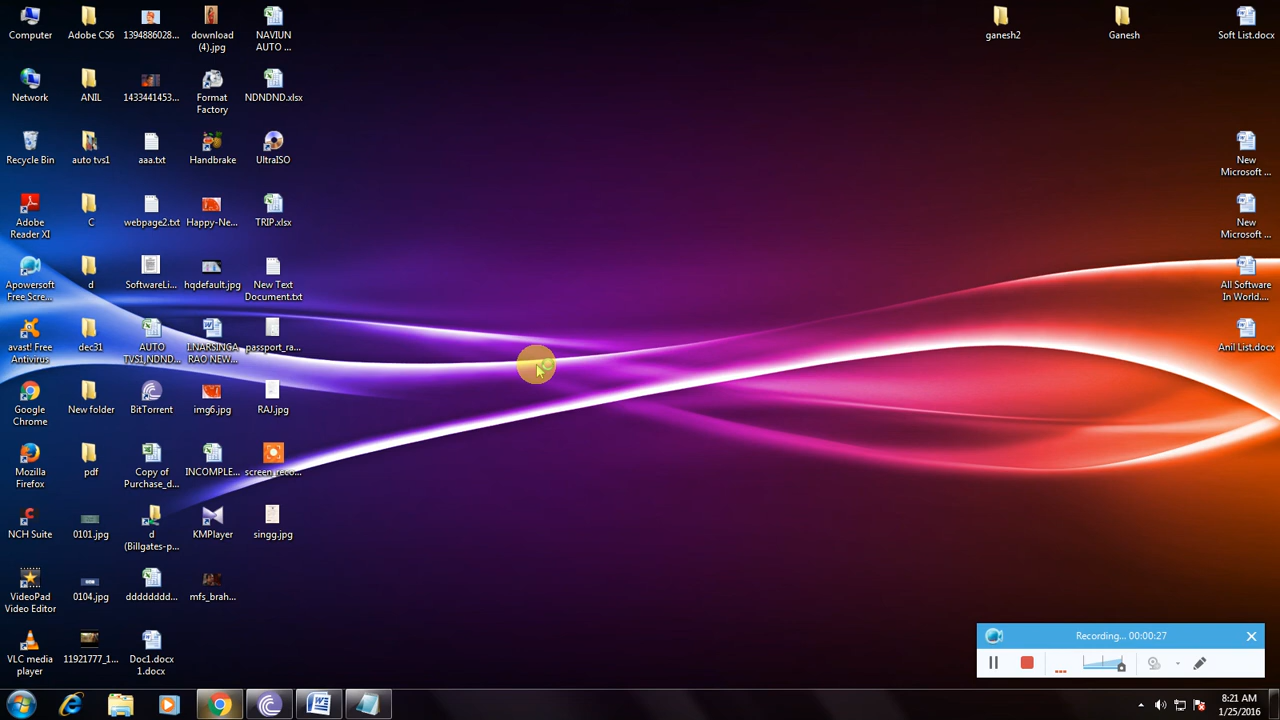 Computer
Network
Recycle Bin
Adobe
Reader XI
Apowersoft
Free Scre...
avast! Free
Antivirus
Google
Chrome
Mozilla
Firefox
NCH Suite
VideoPad
Video Editor
VLC media
player
Adobe CS6
ANIL
auto tvs1
C
d
dec31
New folder
pdf
0101.jpg
0104.jpg
11921777_1...
1394886028...
1433441453...
aaa.txt
webpage2.txt
SoftwareLi...
AUTO
TVS1,NDND...
BitTorrent
Copy of
Purchase_d...
d
(Billgates-p...
ddddddd...
Doc1.docx
1.docx
download
(4).jpg
Format
Factory
Handbrake
Happy-Ne...
hqdefault.jpg
I.NARSINGA
RAO NEW...
img6.jpg
INCOMPLE...
KMPlayer
mfs_brah...
NAVIUN
AUTO ...
NDNDND.xlsx
UltraISO
TRIP.xlsx
New Text
Document.txt
passport_ra...
RAJ.jpg
screen_reco...
singg.jpg
ganesh2
Ganesh
Soft List.docx
New
Microsoft ...
New
Microsoft ...
All Software
In World....
Anil List.docx
Recording... 00:00:27
8:21 AM
1/25/2016